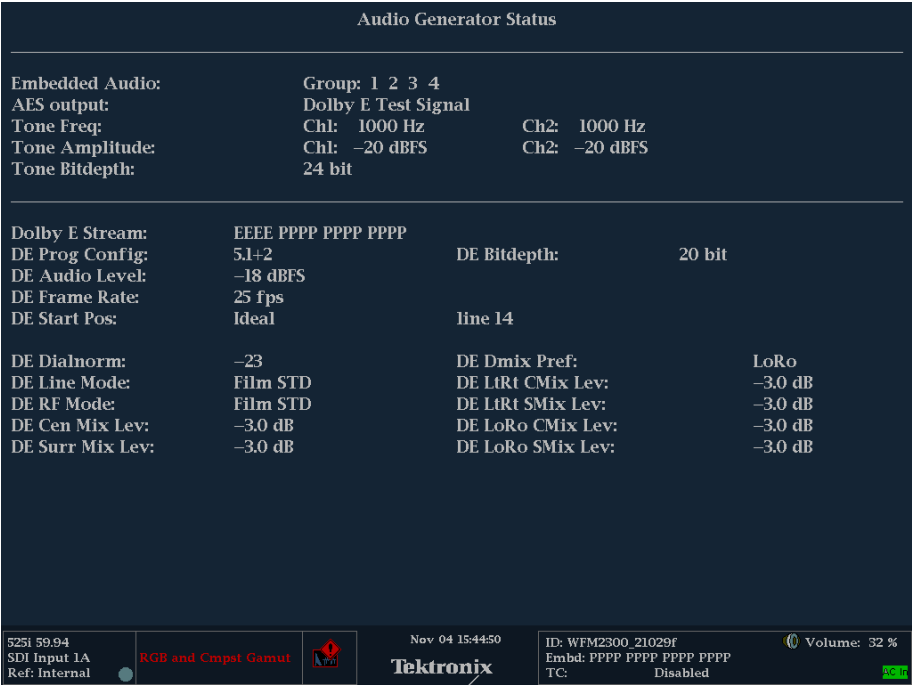 Audio Generator Status
Embedded Audio: Group: 1 2 3 4
AES output: Dolby E Test Signal
Tone Freq: Ch1: 1000 Hz Ch2: 1000 Hz
Tone Amplitude: Ch1: −20 dBFS Ch2: −20 dBFS
Tone Bitdepth: 24 bit
Dolby E Stream: EEEE PPPP PPPP PPPP
DE Prog Config: 5.1+2 DE Bitdepth: 20 bit
DE Audio Level: −18 dBFS
DE Frame Rate: 25 fps
DE Start Pos: Ideal line 14
DE Dialnorm: −23 DE Dmix Pref: LoRo
DE Line Mode: Film STD DE LtRt CMix Lev: −3.0 dB
DE RF Mode: Film STD DE LtRt SMix Lev: −3.0 dB
DE Cen Mix Lev: −3.0 dB DE LoRo CMix Lev: −3.0 dB
DE Surr Mix Lev: −3.0 dB DE LoRo SMix Lev: −3.0 dB
525i 59.94
SDI Input 1A
Ref: Internal
RGB and Cmpst Gamut
Nov 04 15:44:50
Tektronix
ID: WFM2300_21029f
Embd: PPPP PPPP PPPP PPPP
TC: Disabled
Volume: 32 %
AC In